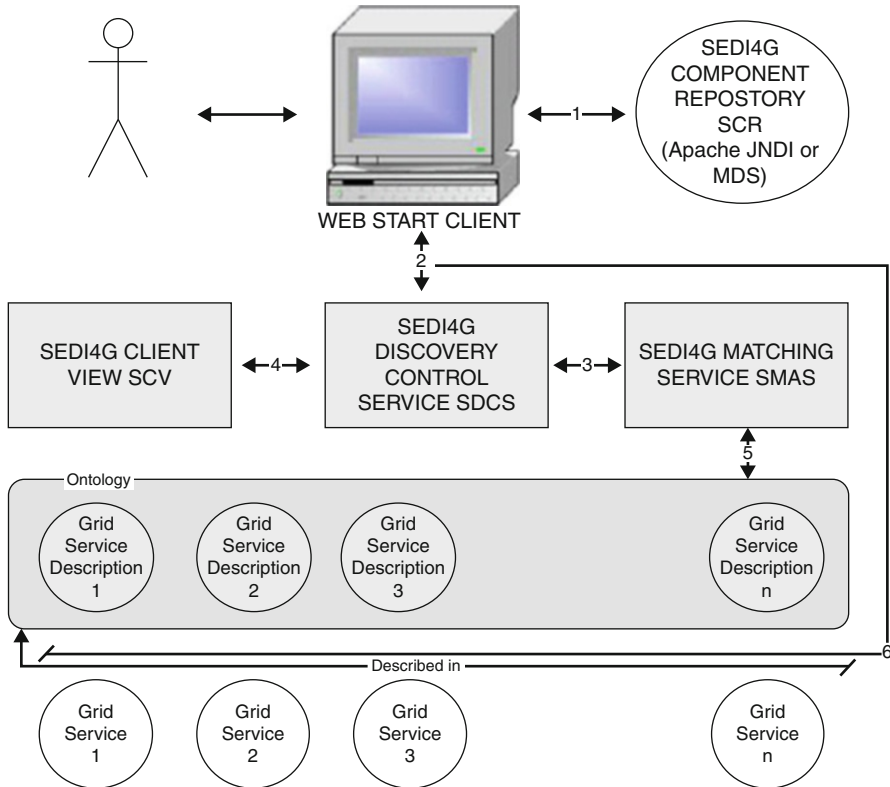 SEDI4G
COMPONENT
REPOSTORY
SCR
(Apache JNDI or
MDS)
1
WEB START CLIENT
2
SEDI4G CLIENT
VIEW SCV
4
SEDI4G
DISCOVERY
CONTROL
SERVICE SDCS
3
SEDI4G MATCHING
SERVICE SMAS
5
Ontology
Grid
Service
Description
1
Grid
Service
Description
2
Grid
Service
Description
3
Grid
Service
Description
n
6
Described in
Grid
Service
1
Grid
Service
2
Grid
Service
3
Grid
Service
n